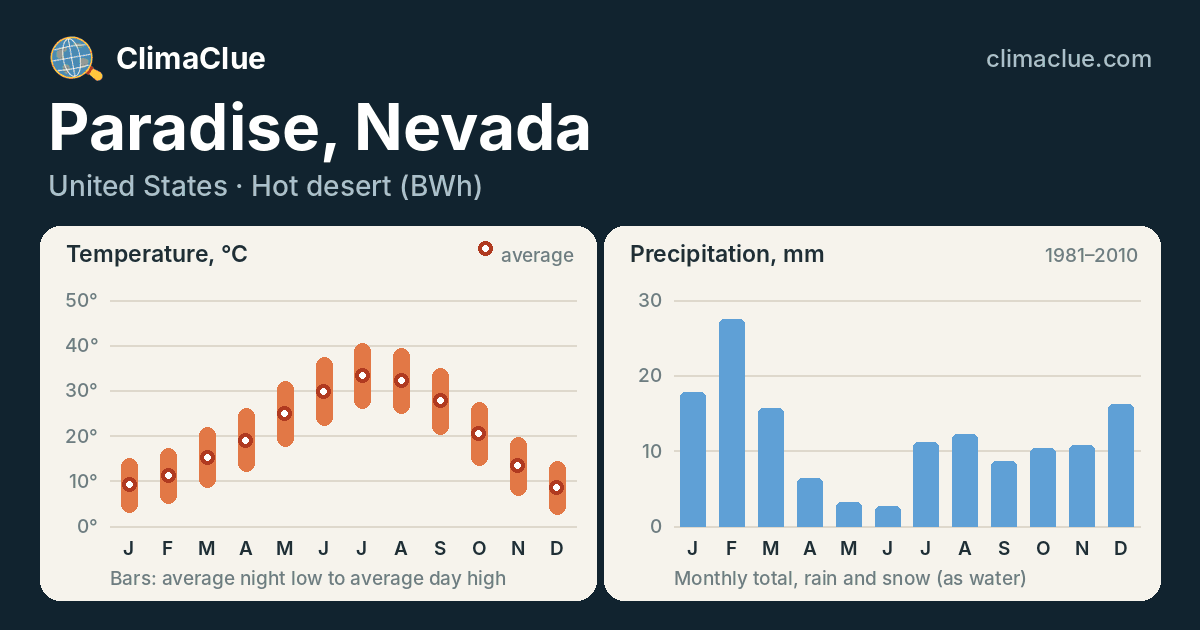 ClimaClue
climaclue.com
Paradise, Nevada
United States · Hot desert (BWh)
Temperature, °C
average
50°
40°
30°
20°
10°
0°
J F M A M J J A S O N D
Bars: average night low to average day high
Precipitation, mm
1981–2010
30
20
10
0
J F M A M J J A S O N D
Monthly total, rain and snow (as water)